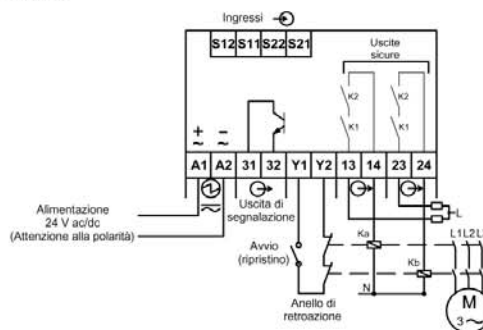 Ingressi
S12 S11 S22 S21
Uscite
sicure
K2 K2
K1 K1
+ −
~ ~
A1 A2 31 32 Y1 Y2 13 14 23 24
Uscita di
segnalazione
Alimentazione
24 V ac/dc
(Attenzione alla polarità)
Avvio
(ripristino)
Anello di
retroazione
Ka
Kb
L
N
L1 L2 L3
M
3 ~